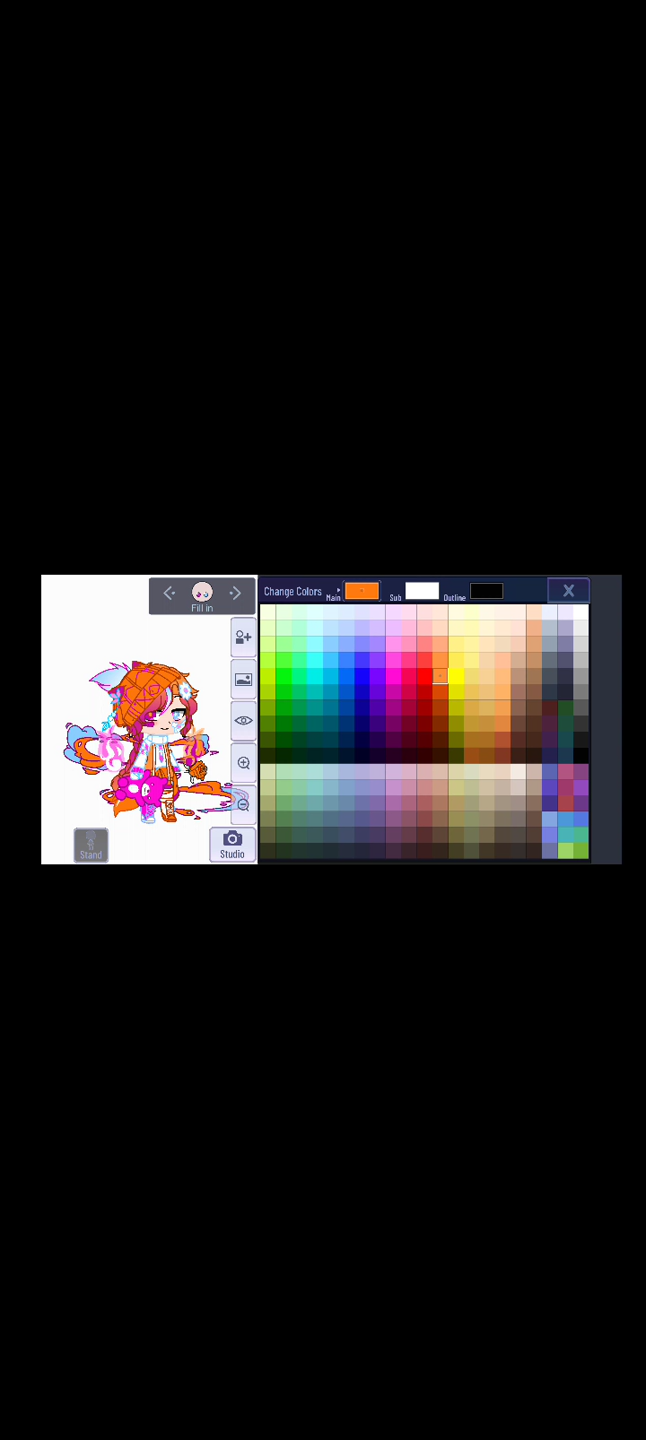 Change Colors
Main
Sub
Outline
Fill in
Stand
Studio